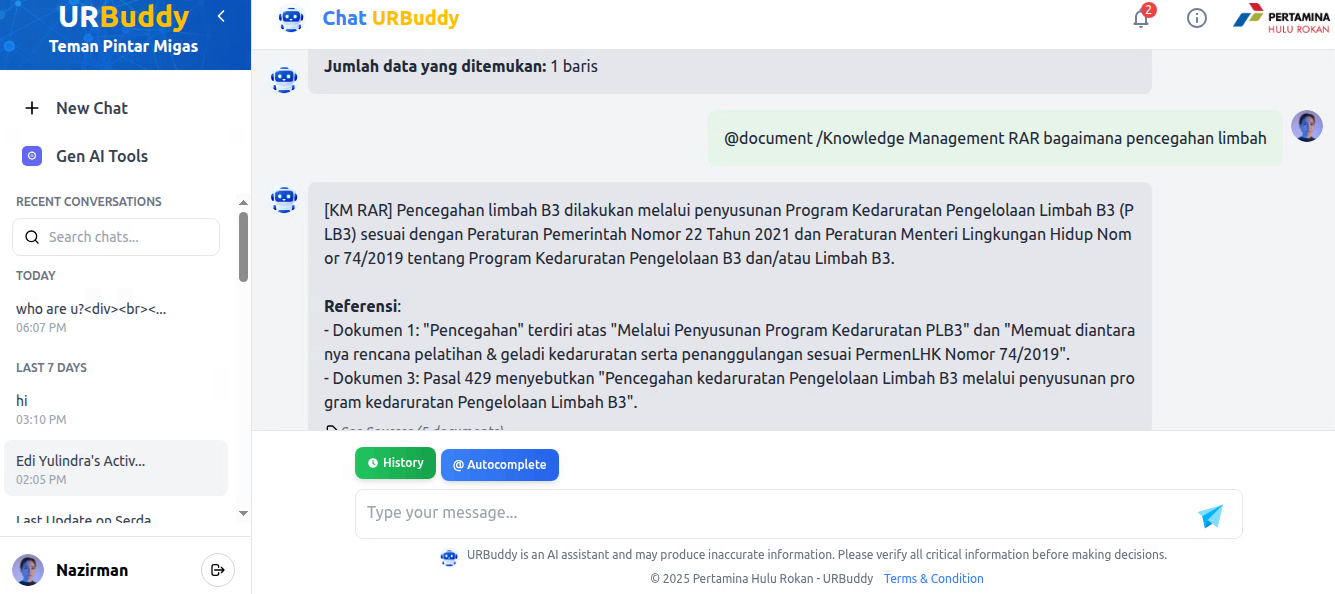 URBuddy
Teman Pintar Migas
New Chat
Gen AI Tools
RECENT CONVERSATIONS
Search chats...
TODAY
who are u?<div><br><...
06:07 PM
LAST 7 DAYS
hi
03:10 PM
Edi Yulindra's Activ...
02:05 PM
Last Update on Serda
Nazirman
Chat URBuddy
2
PERTAMINA
HULU ROKAN
Jumlah data yang ditemukan: 1 baris
@document /Knowledge Management RAR bagaimana pencegahan limbah
[KM RAR] Pencegahan limbah B3 dilakukan melalui penyusunan Program Kedaruratan Pengelolaan Limbah B3 (P
LB3) sesuai dengan Peraturan Pemerintah Nomor 22 Tahun 2021 dan Peraturan Menteri Lingkungan Hidup Nom
or 74/2019 tentang Program Kedaruratan Pengelolaan B3 dan/atau Limbah B3.
Referensi:
- Dokumen 1: "Pencegahan" terdiri atas "Melalui Penyusunan Program Kedaruratan PLB3" dan "Memuat diantara
nya rencana pelatihan & geladi kedaruratan serta penanggulangan sesuai PermenLHK Nomor 74/2019".
- Dokumen 3: Pasal 429 menyebutkan "Pencegahan kedaruratan Pengelolaan Limbah B3 melalui penyusunan pro
gram kedaruratan Pengelolaan Limbah B3".
History
@ Autocomplete
Type your message...
URBuddy is an AI assistant and may produce inaccurate information. Please verify all critical information before making decisions.
© 2025 Pertamina Hulu Rokan - URBuddy Terms & Condition